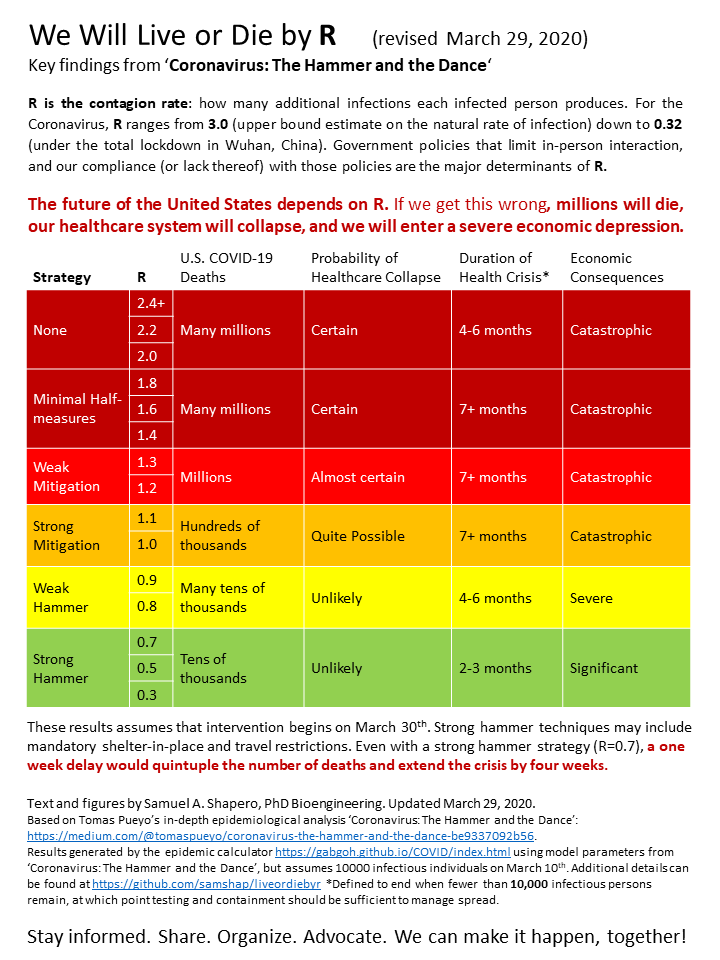 We Will Live or Die by R (revised March 29, 2020)
Key findings from ‘Coronavirus: The Hammer and the Dance‘
R is the contagion rate: how many additional infections each infected person produces. For the
Coronavirus, R ranges from 3.0 (upper bound estimate on the natural rate of infection) down to 0.32
(under the total lockdown in Wuhan, China). Government policies that limit in-person interaction,
and our compliance (or lack thereof) with those policies are the major determinants of R.
The future of the United States depends on R. If we get this wrong, millions will die,
our healthcare system will collapse, and we will enter a severe economic depression.
Strategy
R
U.S. COVID-19
Deaths
Probability of
Healthcare Collapse
Duration of
Health Crisis*
Economic
Consequences
None
2.4+
2.2
2.0
Many millions
Certain
4-6 months
Catastrophic
Minimal Half-
measures
1.8
1.6
1.4
Many millions
Certain
7+ months
Catastrophic
Weak
Mitigation
1.3
1.2
Millions
Almost certain
7+ months
Catastrophic
Strong
Mitigation
1.1
1.0
Hundreds of
thousands
Quite Possible
7+ months
Catastrophic
Weak
Hammer
0.9
0.8
Many tens of
thousands
Unlikely
4-6 months
Severe
Strong
Hammer
0.7
0.5
0.3
Tens of
thousands
Unlikely
2-3 months
Significant
These results assumes that intervention begins on March 30th. Strong hammer techniques may include
mandatory shelter-in-place and travel restrictions. Even with a strong hammer strategy (R=0.7), a one
week delay would quintuple the number of deaths and extend the crisis by four weeks.
Text and figures by Samuel A. Shapero, PhD Bioengineering. Updated March 29, 2020.
Based on Tomas Pueyo’s in-depth epidemiological analysis ‘Coronavirus: The Hammer and the Dance’:
https://medium.com/@tomaspueyo/coronavirus-the-hammer-and-the-dance-be9337092b56.
Results generated by the epidemic calculator https://gabgoh.github.io/COVID/index.html using model parameters from
‘Coronavirus: The Hammer and the Dance’, but assumes 10000 infectious individuals on March 10th. Additional details can
be found at https://github.com/samshap/liveordiebyr *Defined to end when fewer than 10,000 infectious persons
remain, at which point testing and containment should be sufficient to manage spread.
Stay informed. Share. Organize. Advocate. We can make it happen, together!